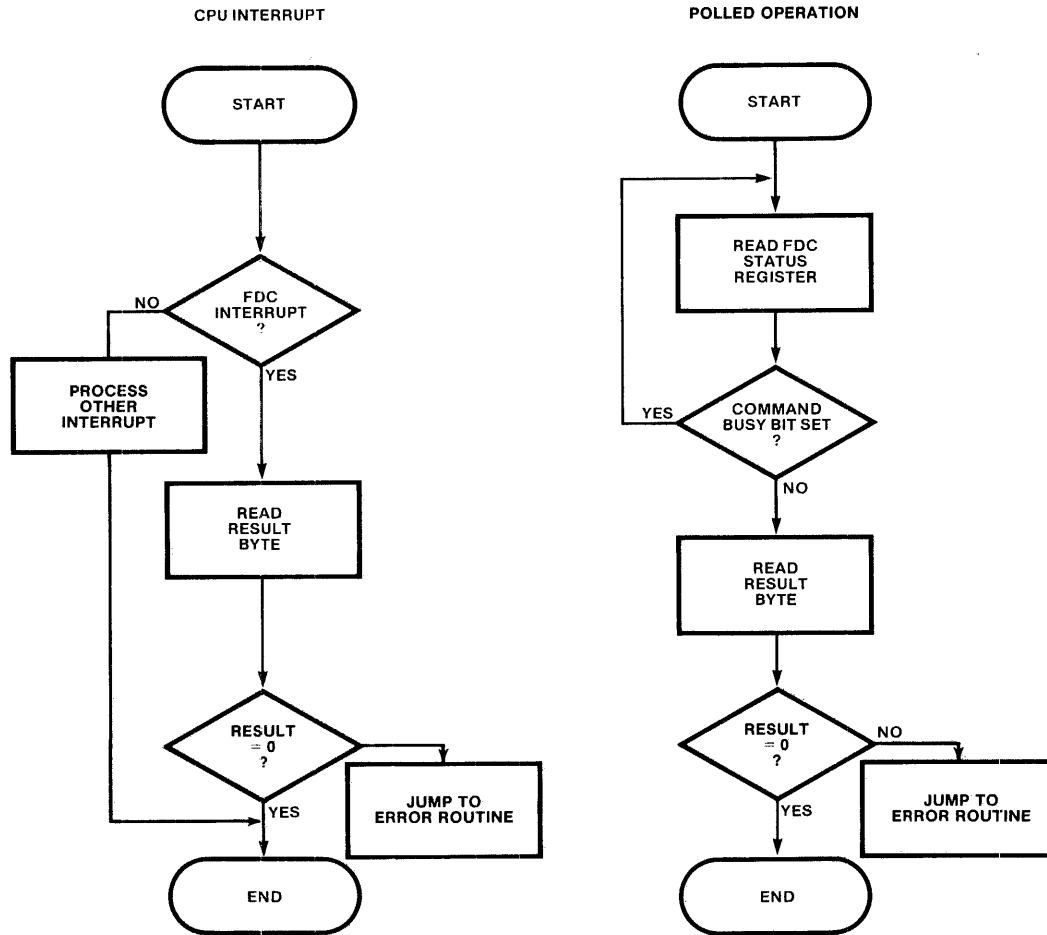 CPU INTERRUPT
START
FDC
INTERRUPT
?
NO
YES
PROCESS
OTHER
INTERRUPT
READ
RESULT
BYTE
RESULT
= 0
?
YES
JUMP TO
ERROR ROUTINE
END
POLLED OPERATION
START
READ FDC
STATUS
REGISTER
COMMAND
BUSY BIT SET
?
YES
NO
READ
RESULT
BYTE
RESULT
= 0
?
NO
YES
JUMP TO
ERROR ROUTINE
END